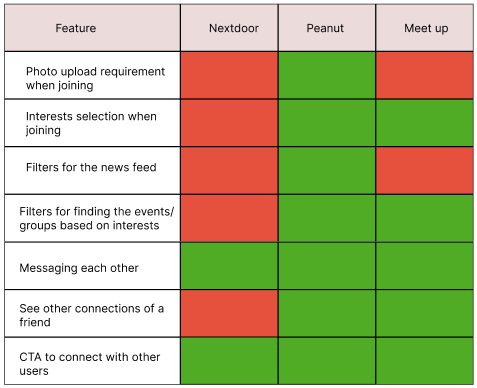 Feature Nextdoor Peanut Meet up
Photo upload requirement
when joining
Interests selection when
joining
Filters for the news feed
Filters for finding the events/
groups based on interests
Messaging each other
See other connections of a
friend
CTA to connect with other
users